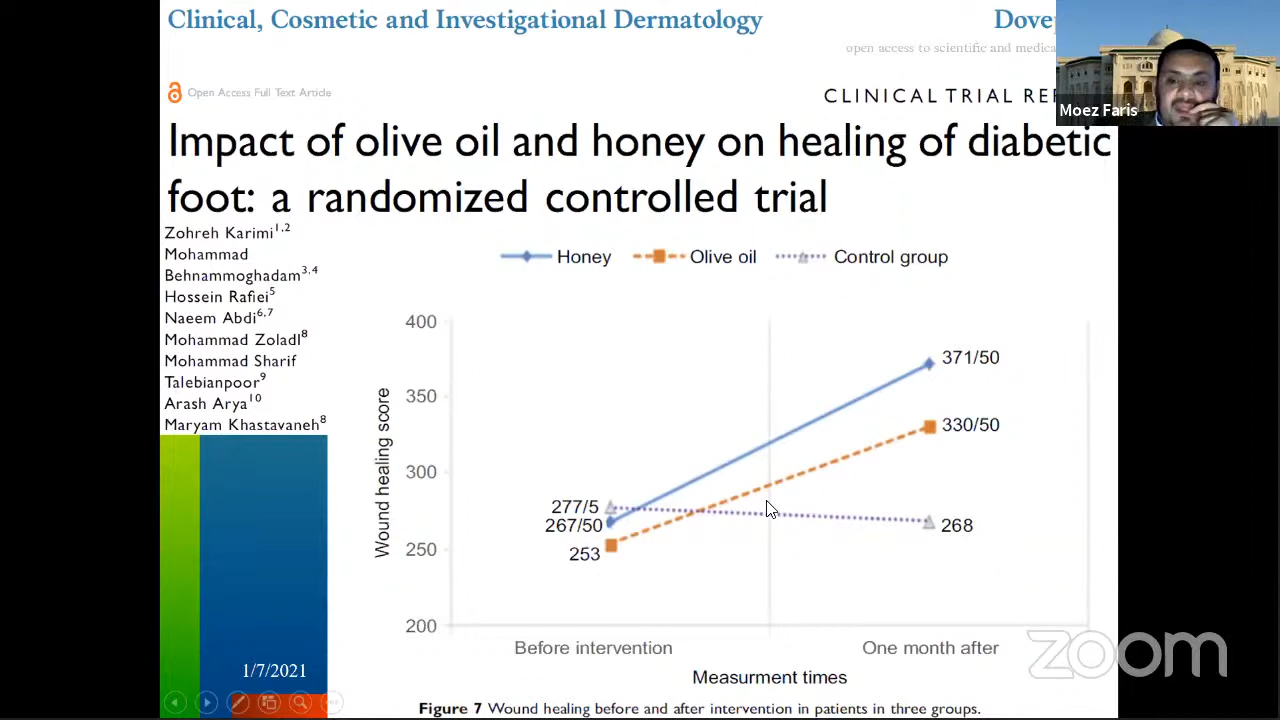 Clinical, Cosmetic and Investigational Dermatology
open access to scientific and
Moez Faris
Open Access Full Text Article
CLINICAL TRIAL
Impact of olive oil and honey on healing of diabetic
foot: a randomized controlled trial
Zohreh Karimi1,2
Mohammad
Behnammoghadam3,4
Hossein Rafiei5
Naeem Abdi6,7
Mohammad Zoladl8
Mohammad Sharif
Talebianpoor9
Arash Arya10
Maryam Khastavaneh8
Honey
Olive oil
Control group
400
350
300
250
200
Wound healing score
277/5
267/50
253
371/50
330/50
268
Before intervention
One month after
Measurment times
Figure 7 Wound healing before and after intervention in patients in three groups.
1/7/2021
zoom